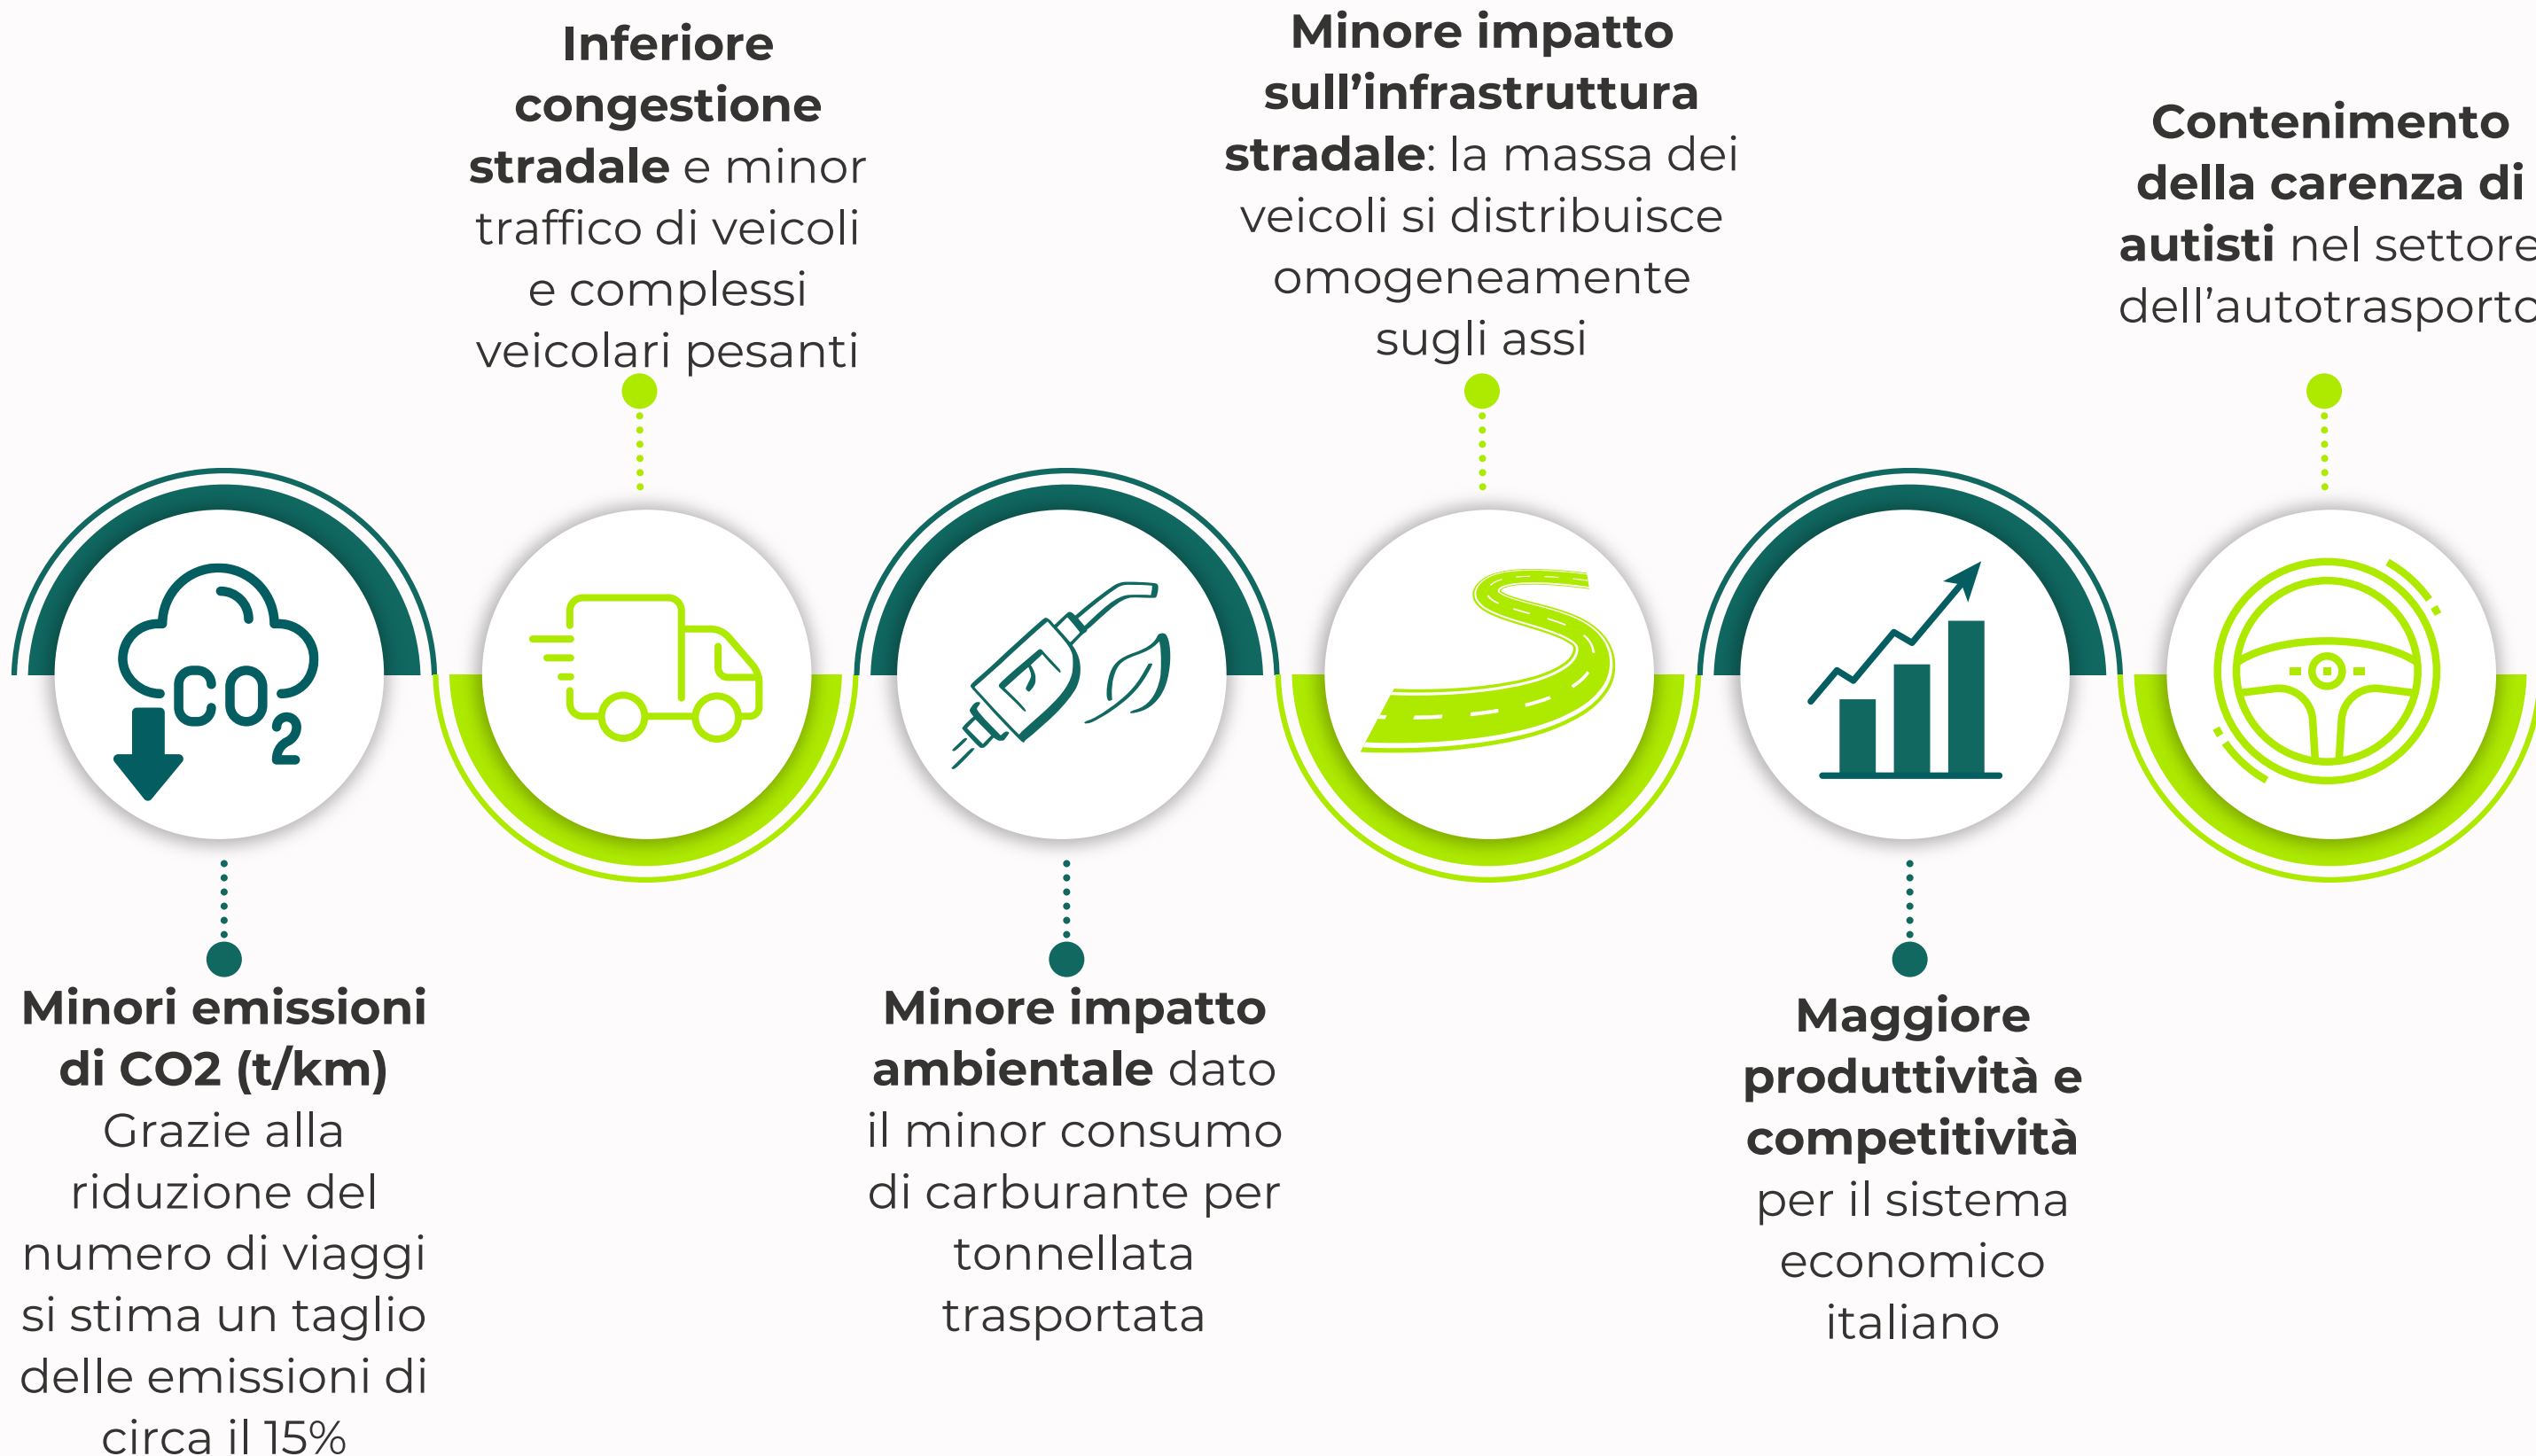 Inferiore
congestione
stradale e minor
traffico di veicoli
e complessi
veicolari pesanti
Minore impatto
sull’infrastruttura
stradale: la massa dei
veicoli si distribuisce
omogeneamente
sugli assi
Contenimento
della carenza di
autisti nel settore
dell’autotrasporto
CO2
Minori emissioni
di CO2 (t/km)
Grazie alla
riduzione del
numero di viaggi
si stima un taglio
delle emissioni di
circa il 15%
Minore impatto
ambientale dato
il minor consumo
di carburante per
tonnellata
trasportata
Maggiore
produttività e
competitività
per il sistema
economico
italiano